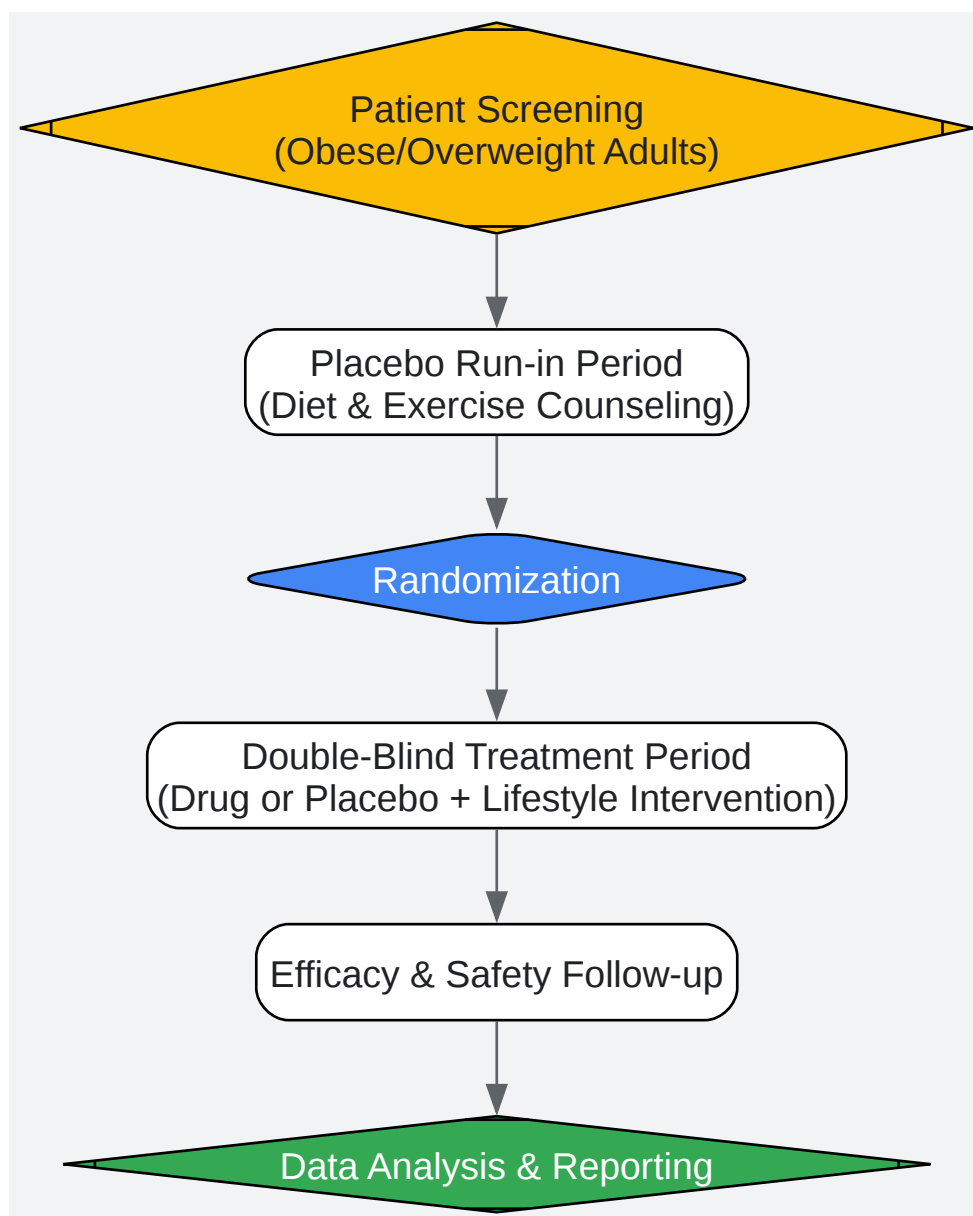 Patient Screening
(Obese/Overweight Adults)
Placebo Run-in Period
(Diet & Exercise Counseling)
Randomization
Double-Blind Treatment Period
(Drug or Placebo + Lifestyle Intervention)
Efficacy & Safety Follow-up
Data Analysis & Reporting